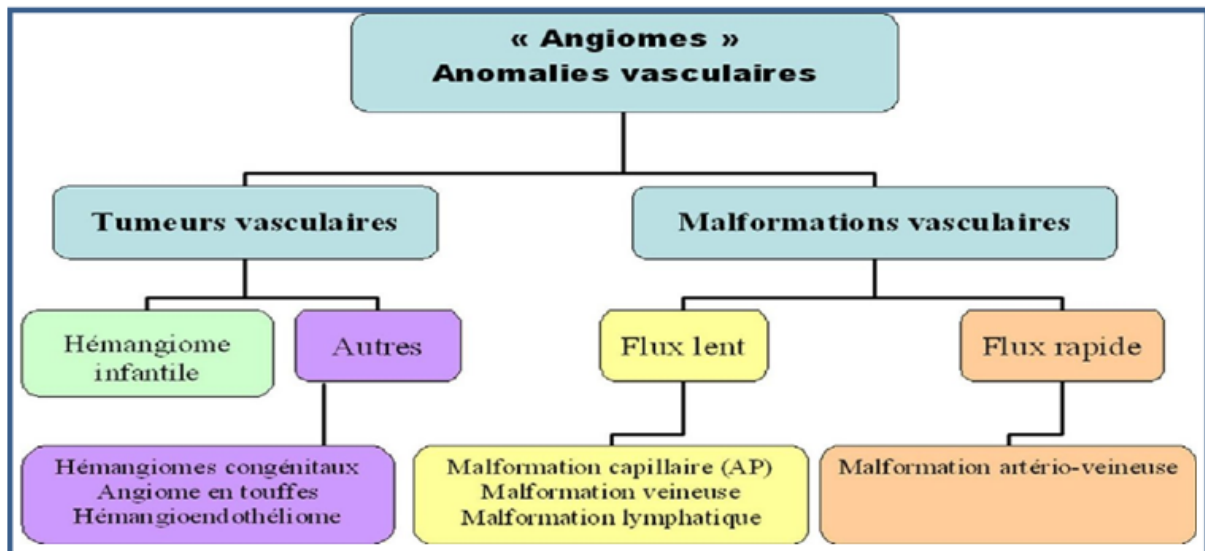 « Angiomes »
Anomalies vasculaires
Tumeurs vasculaires
Malformations vasculaires
Hémangiome
infantile
Autres
Flux lent
Flux rapide
Hémangiomes congénitaux
Angiome en touffes
Hémangioendothéliome
Malformation capillaire (AP)
Malformation veineuse
Malformation lymphatique
Malformation artério-veineuse